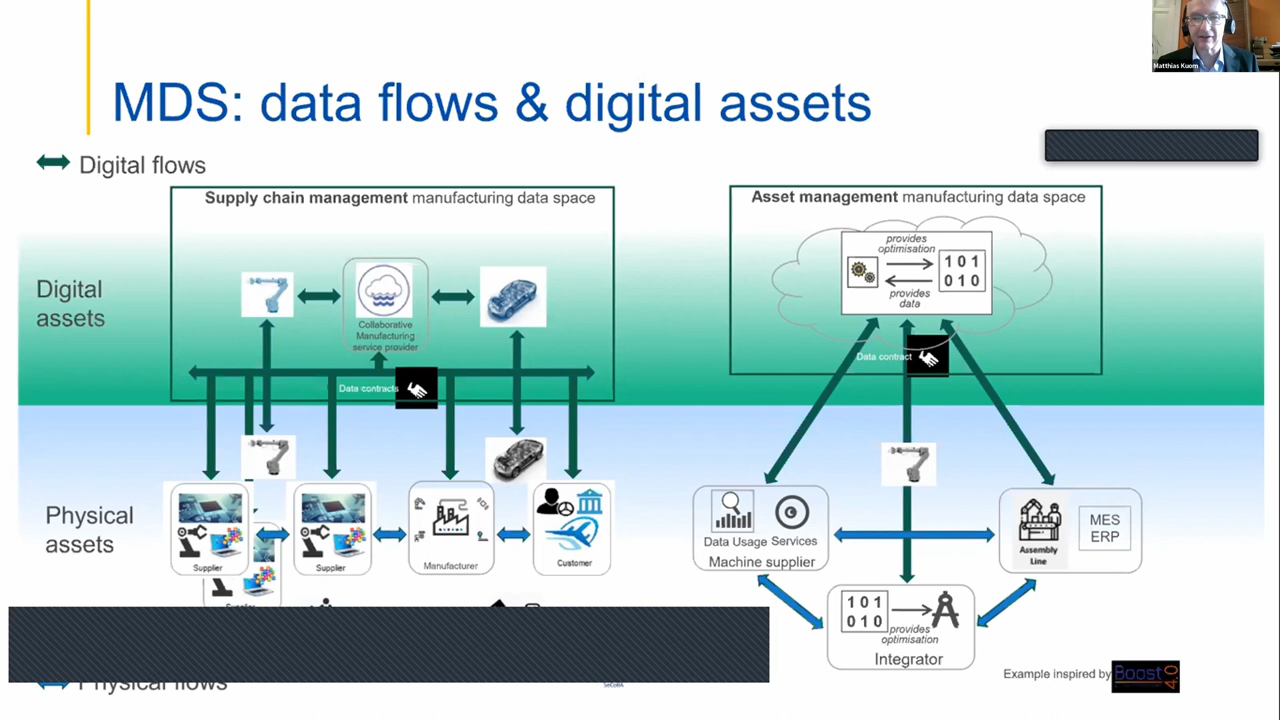 Matthias Kuom
MDS: data flows & digital assets
Digital flows
Supply chain management manufacturing data space
Asset management manufacturing data space
provides
optimisation
1 0 1
0 1 0
provides
data
Digital
assets
Collaborative
Manufacturing
service provider
Data contracts
Data contract
Physical
assets
Supplier
Supplier
Manufacturer
Customer
Data Usage Services
Machine supplier
Assembly
Line
MES
ERP
1 0 1
0 1 0
provides
optimisation
Integrator
Physical flows
Example inspired by Boost 4.0